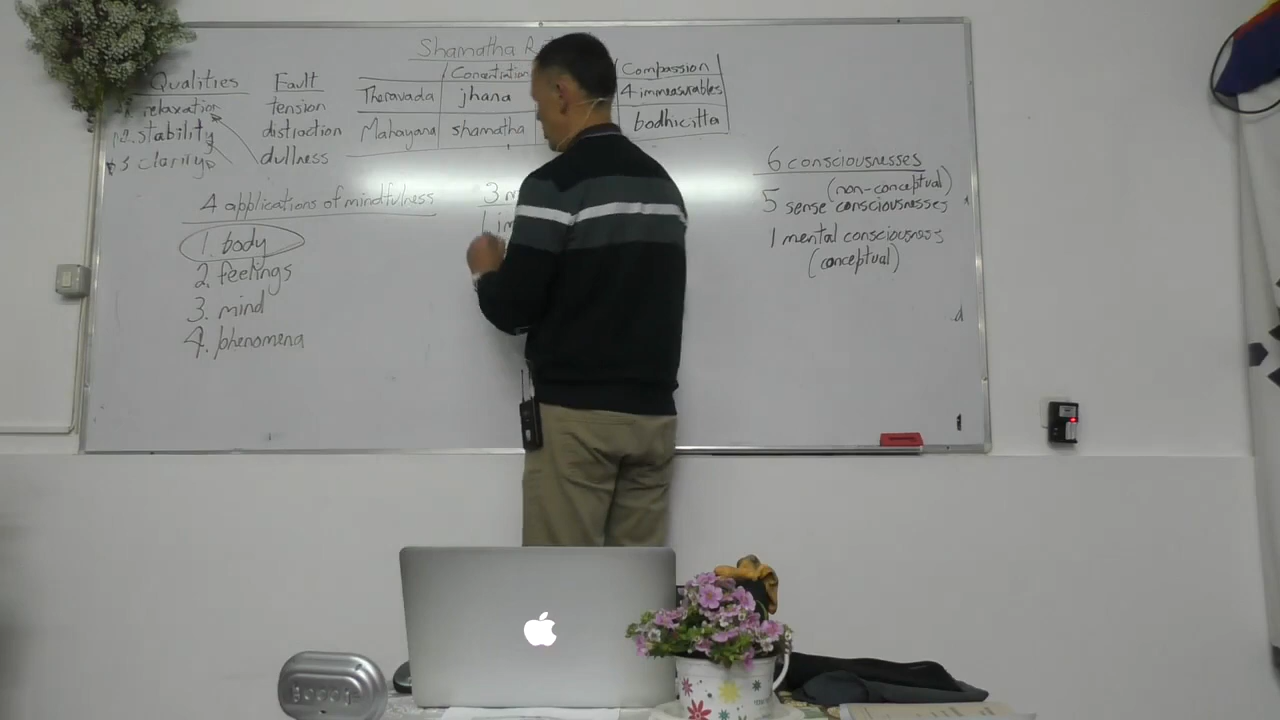 Shamatha
Qualities Fault
1. relaxation tension
2. stability distraction
3 clarity dullness
Concentration Compassion
Theravada jhana 4 immeasurables
Mahayana shamatha bodhicitta
4 applications of mindfulness
1. body
2. feelings
3. mind
4. phenomena
3
1
6 consciousnesses
(non-conceptual)
5 sense consciousnesses
1 mental consciousness
(conceptual)